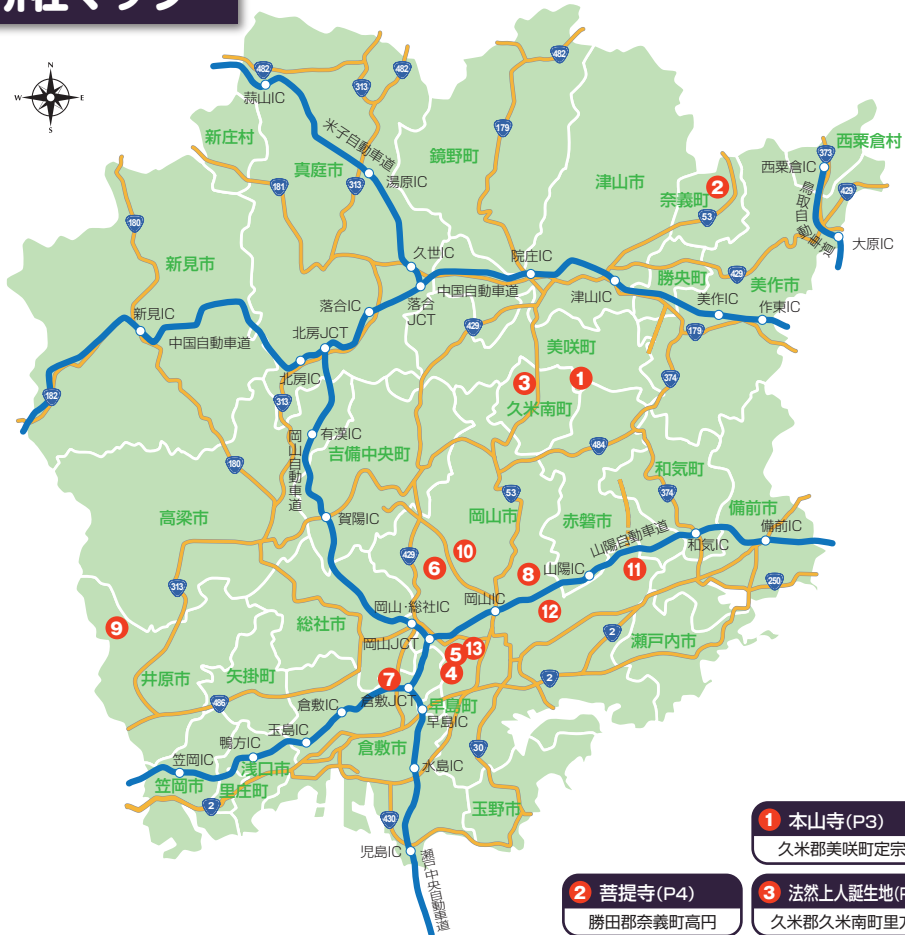 社マップ
N
W E
S
482
482
482
蒜山IC
313
新庄村
米子自動車道
真庭市
鏡野町
179
西粟倉村
373
西粟倉IC
津山市
奈義町
2
429
181
313
湯原IC
53
鳥取自動車道
大原IC
180
新見市
久世IC
院庄IC
429
勝央町
美作市
落合IC
落合
JCT
中国自動車道
津山IC
美作IC
作東IC
新見IC
中国自動車道
北房JCT
429
179
美咲町
182
北房IC
3
1
374
313
久米南町
岡山自動車道
有漢IC
吉備中央町
484
180
和気町
高梁市
賀陽IC
53
岡山市
赤磐市
374
備前市
備前IC
山陽自動車道
和気IC
429
10
6
8
山陽IC
11
313
250
岡山・総社IC
岡山IC
12
9
総社市
岡山JCT
2
瀬戸内市
5
13
4
井原市
矢掛町
7
倉敷JCT
2
486
倉敷IC
早島町
早島IC
玉島IC
鴨方IC
倉敷市
30
笠岡IC
浅口市
水島IC
笠岡市
里庄町
2
玉野市
430
児島IC
瀬戸中央自動車道
1 本山寺(P3)
久米郡美咲町定宗
2 菩提寺(P4)
勝田郡奈義町高円
3 法然上人誕生地(P
久米郡久米南町里方